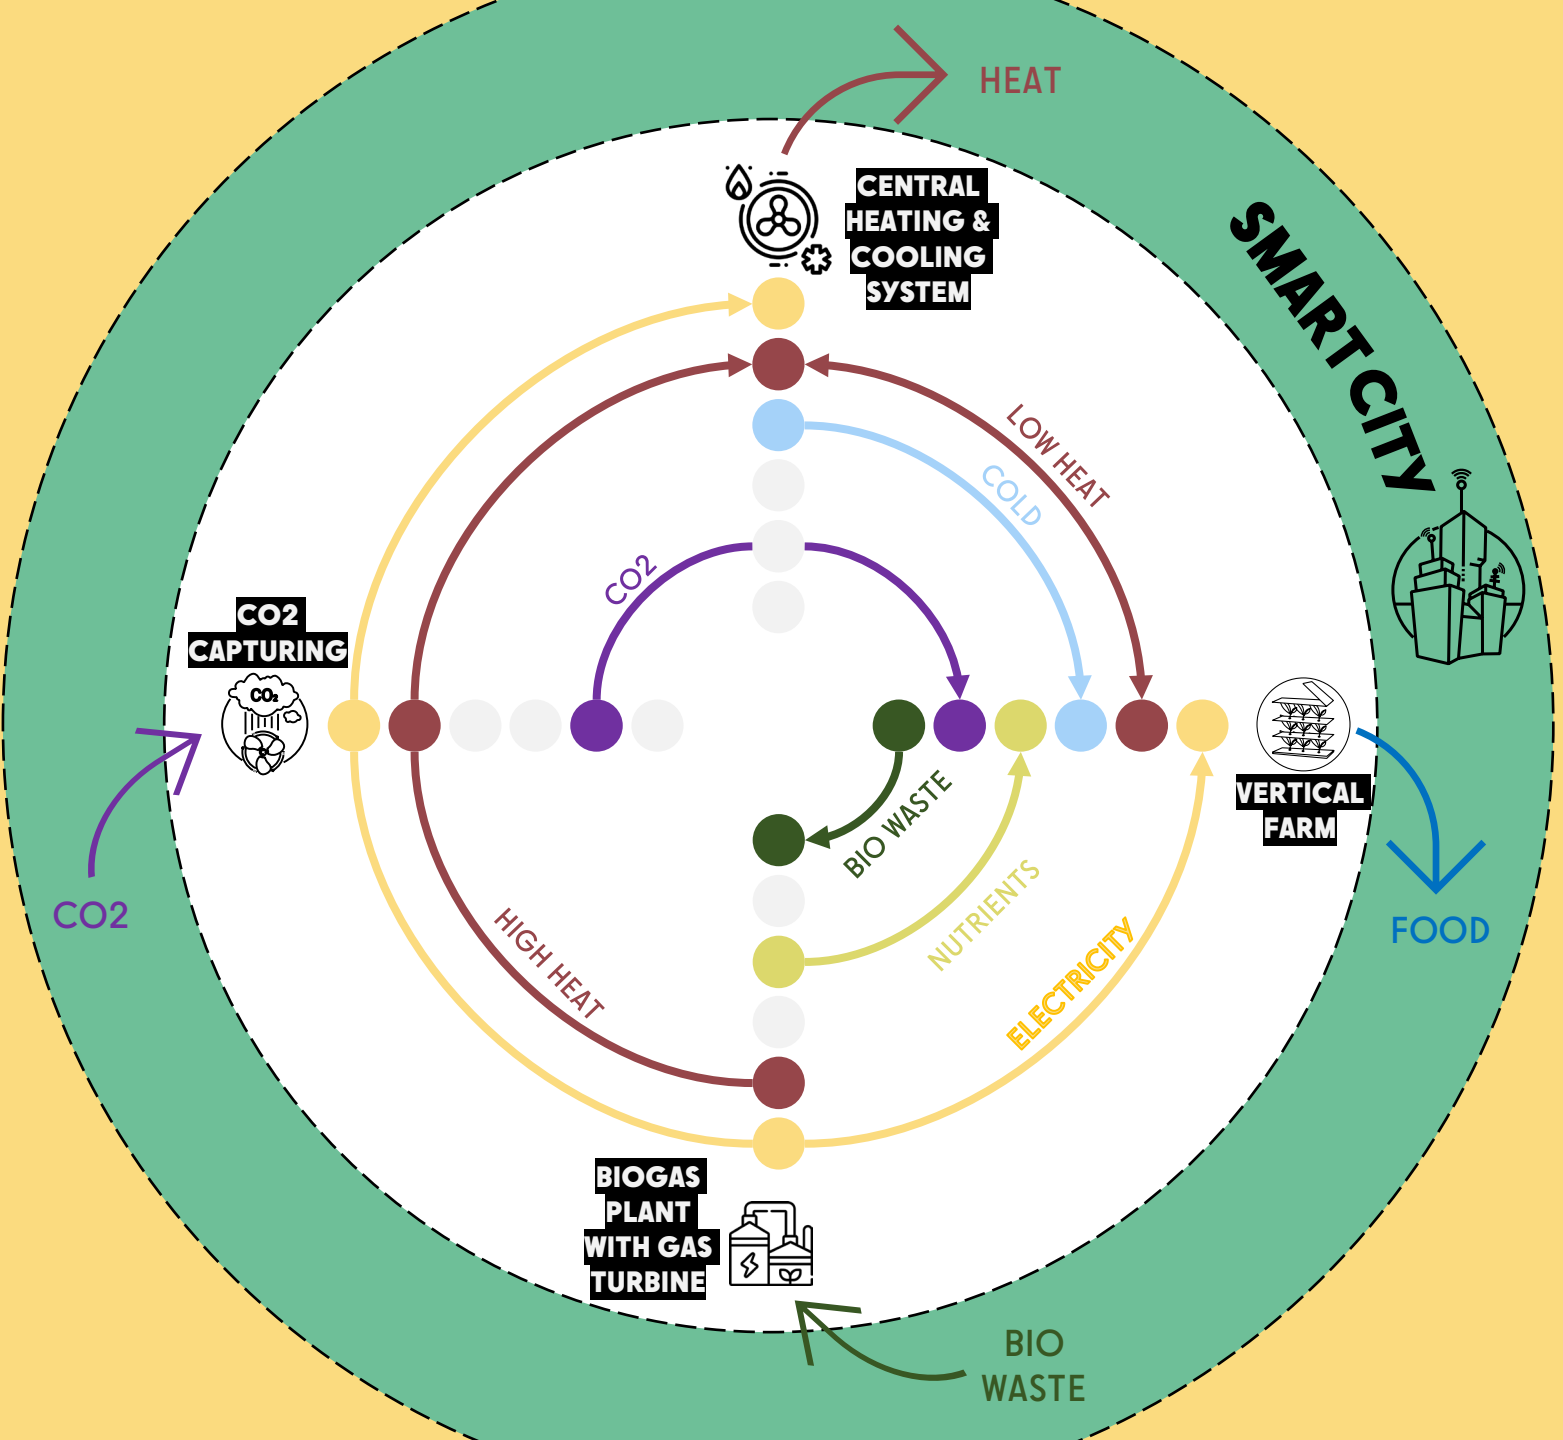 HEAT
CENTRAL
HEATING &
COOLING
SYSTEM
SMART CITY
LOW HEAT
COLD
CO2
CO2
CAPTURING
CO₂
VERTICAL
FARM
BIO WASTE
NUTRIENTS
HIGH HEAT
ELECTRICITY
CO2
FOOD
BIOGAS
PLANT
WITH GAS
TURBINE
BIO
WASTE